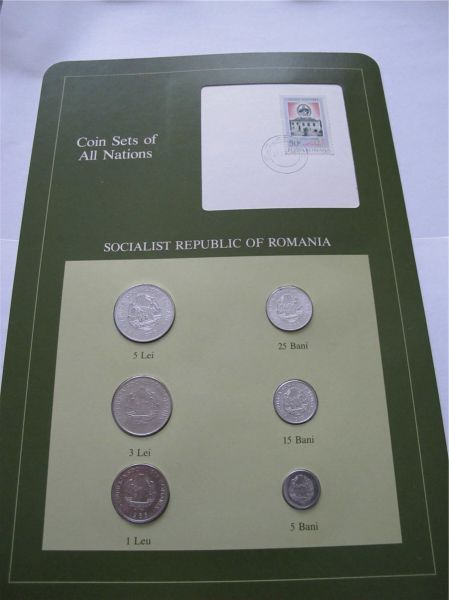 Coin Sets of
All Nations
SOCIALIST REPUBLIC OF ROMANIA
5 Lei
25 Bani
3 Lei
15 Bani
1 Leu
5 Bani